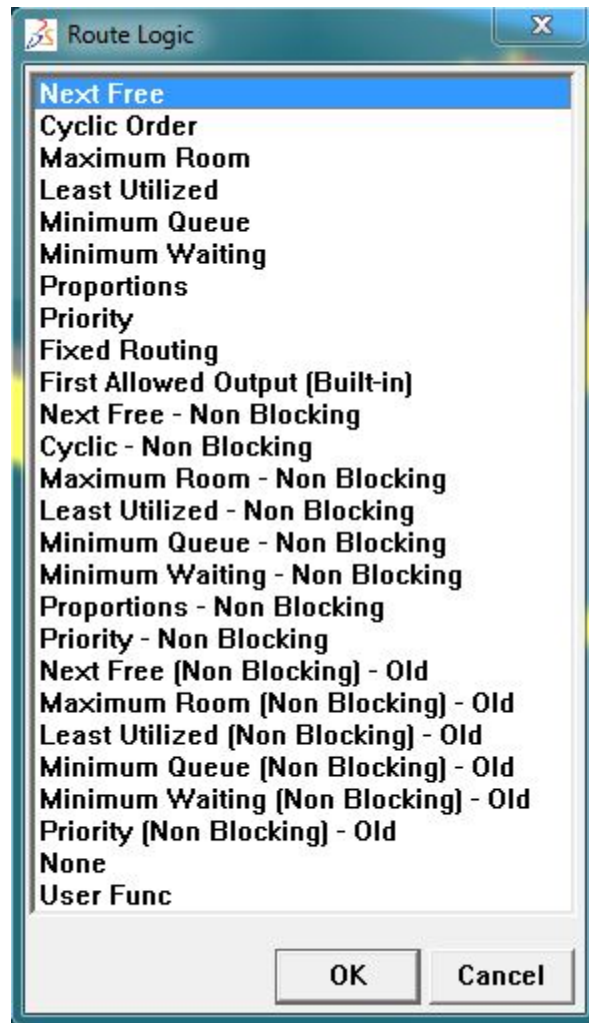 Route Logic
Next Free
Cyclic Order
Maximum Room
Least Utilized
Minimum Queue
Minimum Waiting
Proportions
Priority
Fixed Routing
First Allowed Output (Built-in)
Next Free - Non Blocking
Cyclic - Non Blocking
Maximum Room - Non Blocking
Least Utilized - Non Blocking
Minimum Queue - Non Blocking
Minimum Waiting - Non Blocking
Proportions - Non Blocking
Priority - Non Blocking
Next Free (Non Blocking) - Old
Maximum Room (Non Blocking) - Old
Least Utilized (Non Blocking) - Old
Minimum Queue (Non Blocking) - Old
Minimum Waiting (Non Blocking) - Old
Priority (Non Blocking) - Old
None
User Func
OK Cancel